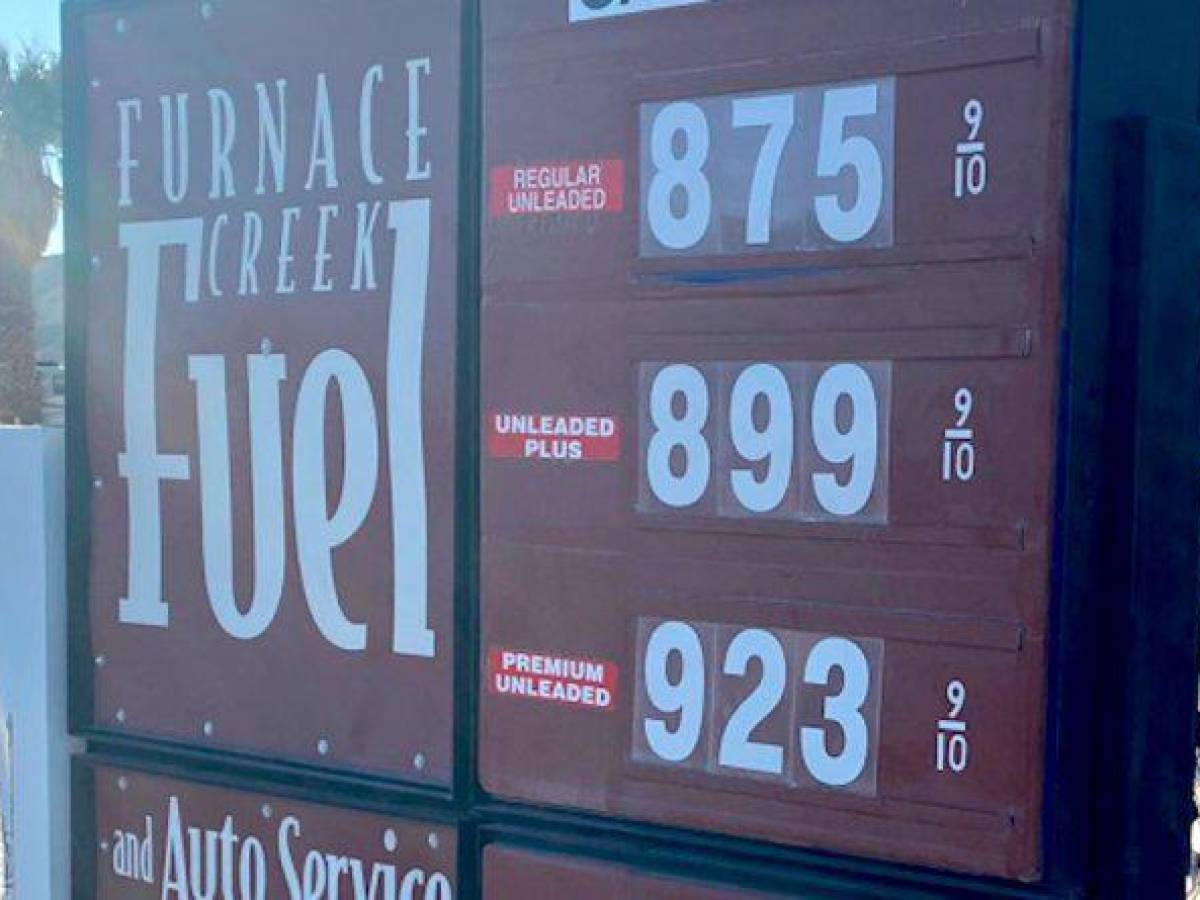 FURNACE
CREEK
Fuel
and Auto Service
REGULAR
UNLEADED
875 9/10
UNLEADED
PLUS
899 9/10
PREMIUM
UNLEADED
923 9/10